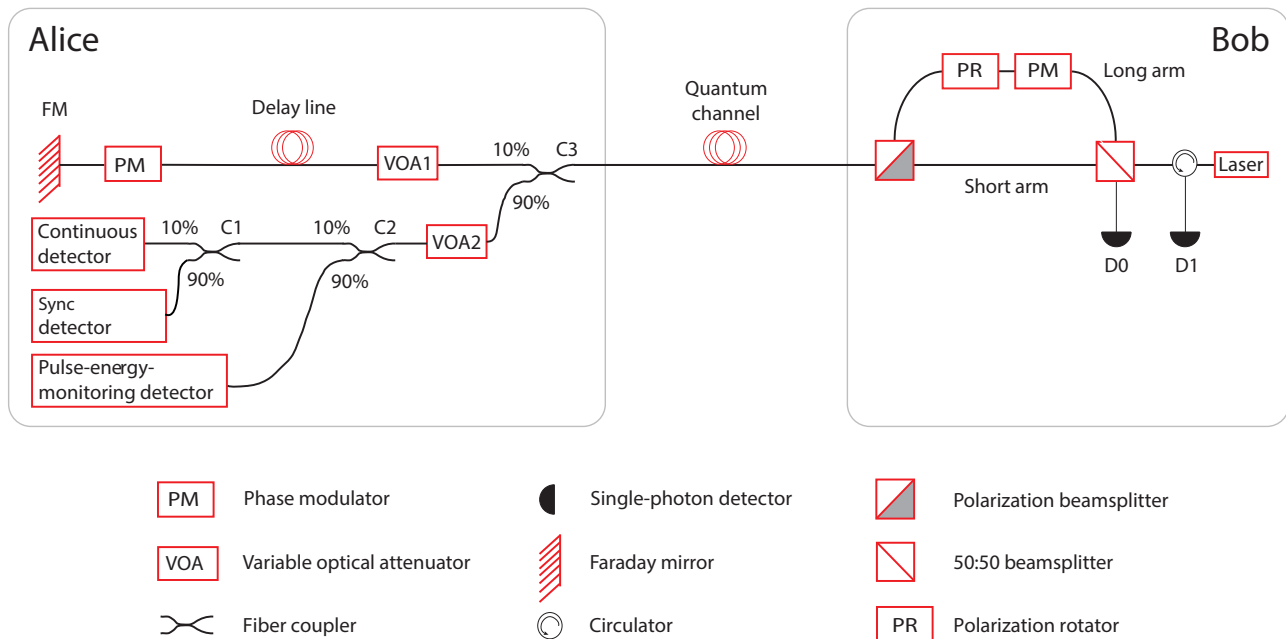 Alice
Bob
FM
Delay line
Quantum
channel
PR
PM
Long arm
PM
VOA1
10%
C3
90%
Short arm
Laser
D0
D1
Continuous
detector
10%
C1
90%
10%
C2
90%
VOA2
Sync
detector
Pulse-energy-
monitoring detector
PM
Phase modulator
Single-photon detector
Polarization beamsplitter
VOA
Variable optical attenuator
Faraday mirror
50:50 beamsplitter
Fiber coupler
Circulator
PR
Polarization rotator